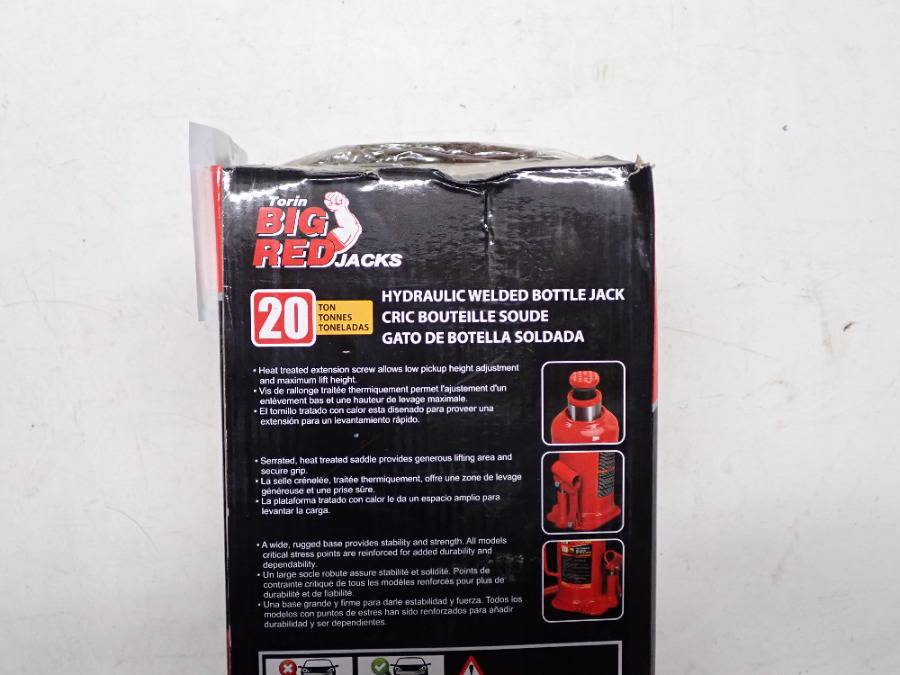 Torin
BIG
RED JACKS
20
TON
TONNES
TONELADAS
HYDRAULIC WELDED BOTTLE JACK
CRIC BOUTEILLE SOUDE
GATO DE BOTELLA SOLDADA
• Heat treated extension screw allows low pickup height adjustment
and maximum lift height.
• Vis de rallonge traitée thermiquement permet l'ajustement d'un
enlèvement bas et une hauteur de levage maximale.
• El tornillo tratado con calor esta disenado para proveer una
extensión para un levantamiento rápido.
• Serrated, heat treated saddle provides generous lifting area and
secure grip.
• La selle crénelée, traitée thermiquement, offre une zone de levage
généreuse et une prise sûre.
• La plataforma tratado con calor le da un espacio amplio para
levantar la carga.
• A wide, rugged base provides stability and strength. All models
critical stress points are reinforced for added durability and
dependability.
• Un large socle robute assure stabilité et solidité. Points de
contrainte critique de tous les modèles renforcés pour plus de
durabilité et de fiabilité.
• Una base grande y firme para darle estabilidad y fuerza. Todos los
modelos con puntos de estres han sido renforzados para añadir
durabilidad y ser dependientes.